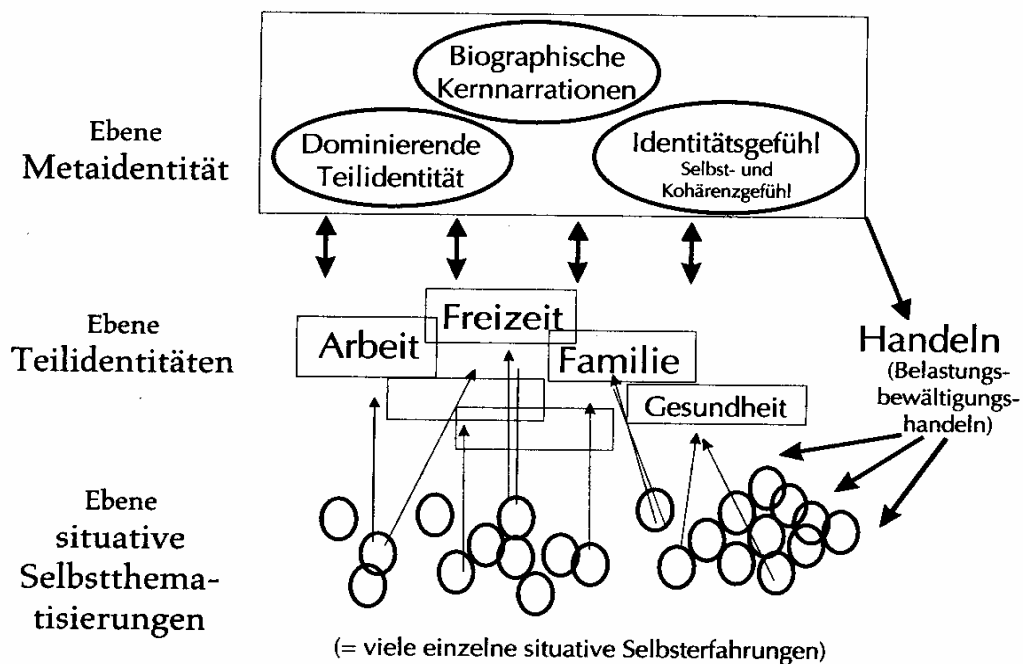 Biographische
Kernnarrationen
Ebene
Metaidentität
Dominierende
Teilidentität
Identitätsgefühl
Selbst- und
Kohärenzgefühl
Ebene
Teilidentitäten
Arbeit
Freizeit
Familie
Gesundheit
Handeln
(Belastungs-
bewältigungs-
handeln)
Ebene
situative
Selbstthema-
tisierungen
(= viele einzelne situative Selbsterfahrungen)